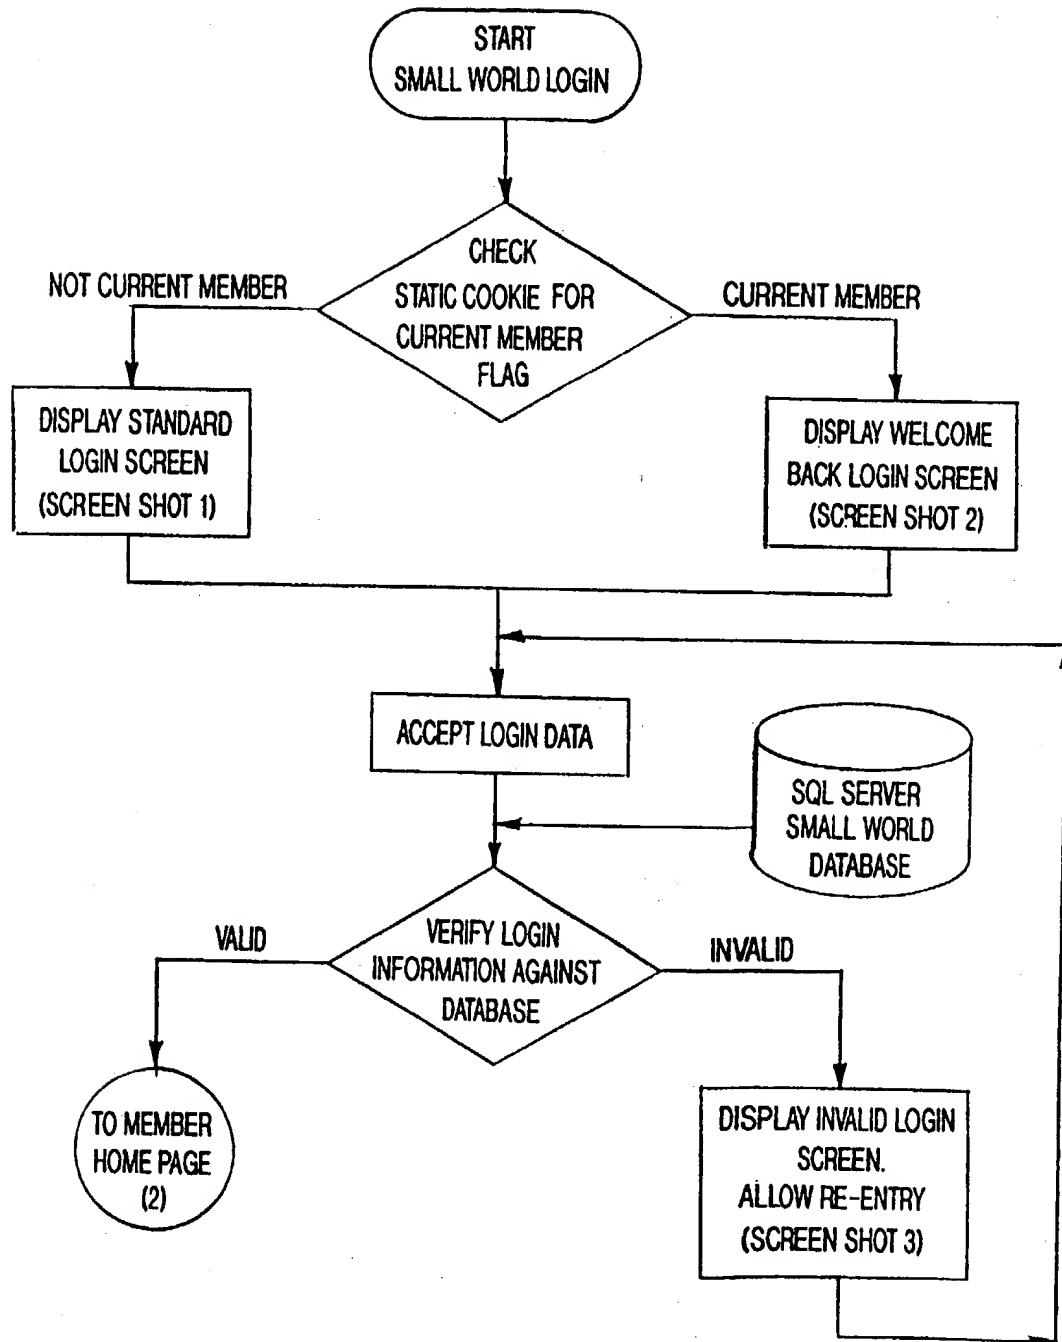 START
SMALL WORLD LOGIN
CHECK
STATIC COOKIE FOR
CURRENT MEMBER
FLAG
NOT CURRENT MEMBER
CURRENT MEMBER
DISPLAY STANDARD
LOGIN SCREEN
(SCREEN SHOT 1)
DISPLAY WELCOME
BACK LOGIN SCREEN
(SCREEN SHOT 2)
ACCEPT LOGIN DATA
SQL SERVER
SMALL WORLD
DATABASE
VERIFY LOGIN
INFORMATION AGAINST
DATABASE
VALID
INVALID
TO MEMBER
HOME PAGE
(2)
DISPLAY INVALID LOGIN
SCREEN.
ALLOW RE-ENTRY
(SCREEN SHOT 3)